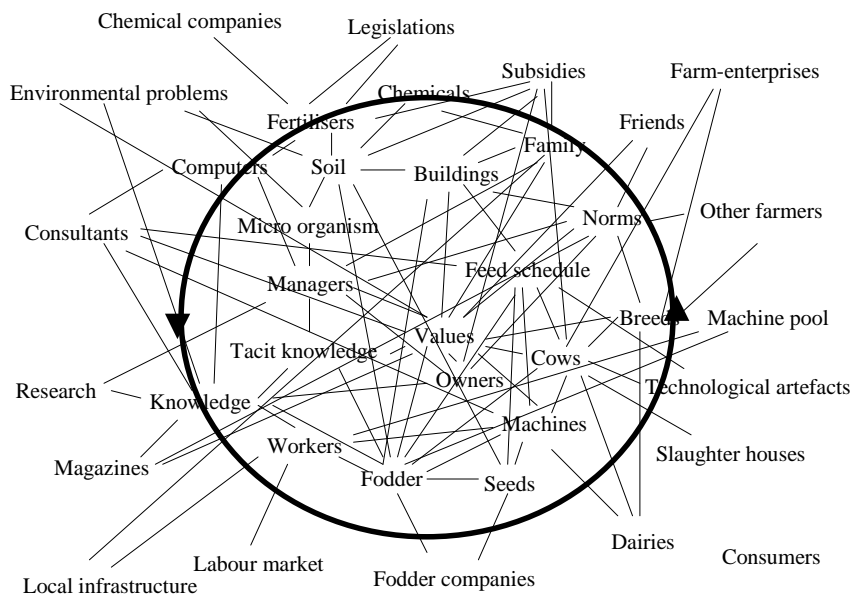 Chemical companies
Legislations
Subsidies
Farm-enterprises
Environmental problems
Chemicals
Fertilisers
Friends
Family
Computers
Soil
Buildings
Norms
Other farmers
Micro organism
Consultants
Feed schedule
Managers
Breeds
Machine pool
Values
Tacit knowledge
Cows
Owners
Technological artefacts
Research
Knowledge
Machines
Workers
Slaughter houses
Magazines
Fodder
Seeds
Dairies
Consumers
Labour market
Fodder companies
Local infrastructure